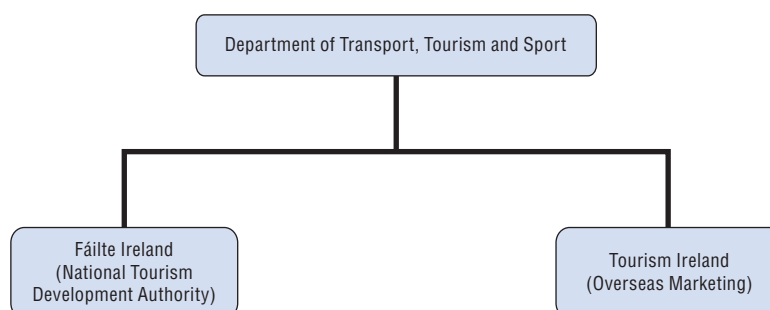 Department of Transport, Tourism and Sport
Fáilte Ireland
(National Tourism
Development Authority)
Tourism Ireland
(Overseas Marketing)